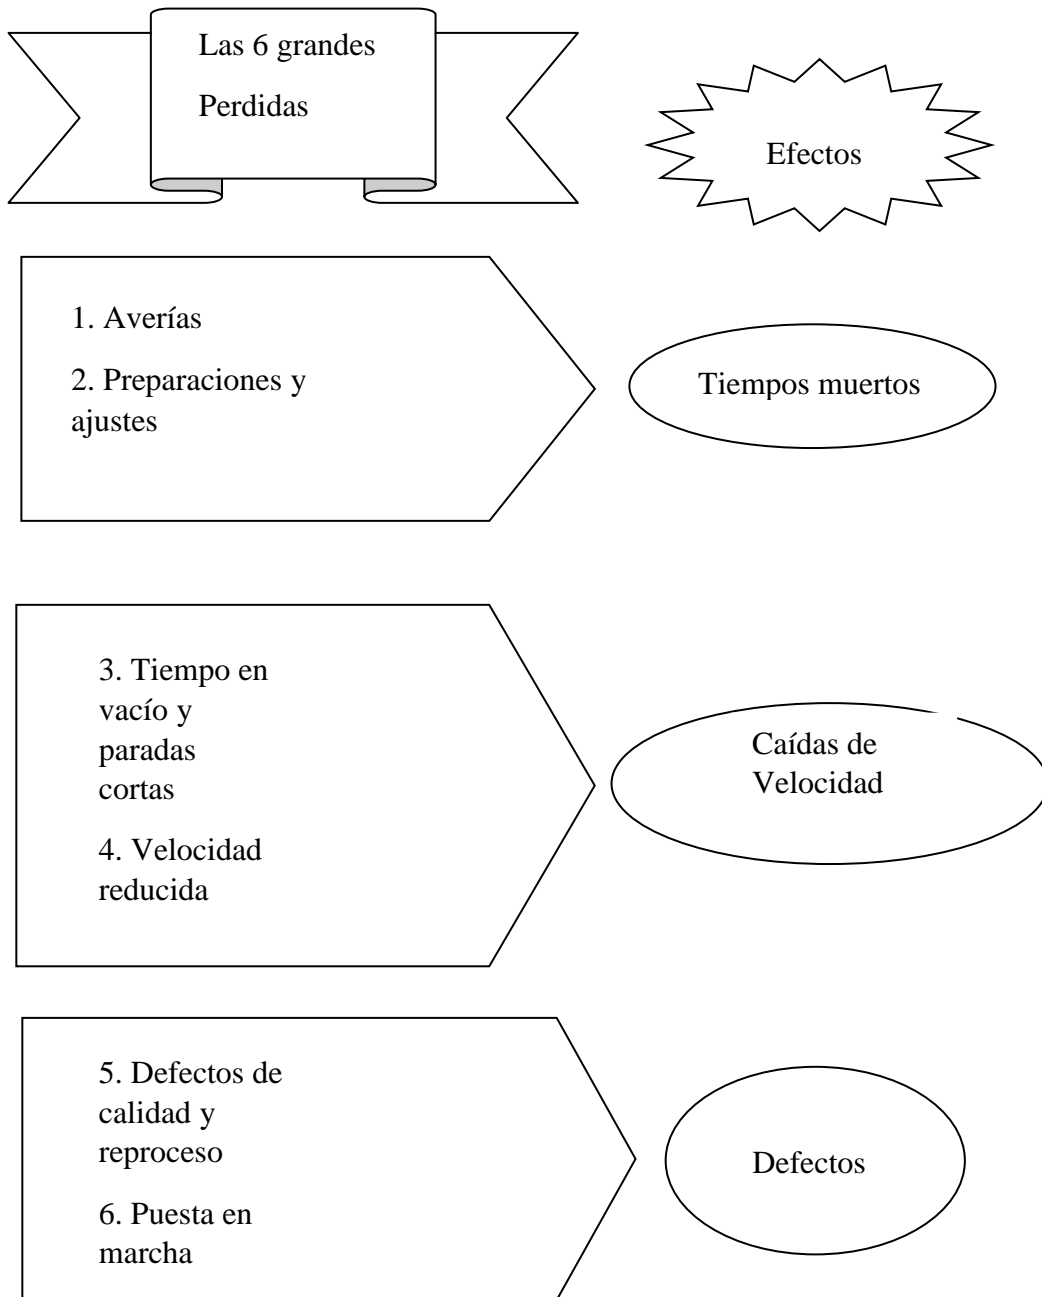 Las 6 grandes
Perdidas
Efectos
1. Averías
2. Preparaciones y
ajustes
Tiempos muertos
3. Tiempo en
vacío y
paradas
cortas
4. Velocidad
reducida
Caídas de
Velocidad
5. Defectos de
calidad y
reproceso
6. Puesta en
marcha
Defectos